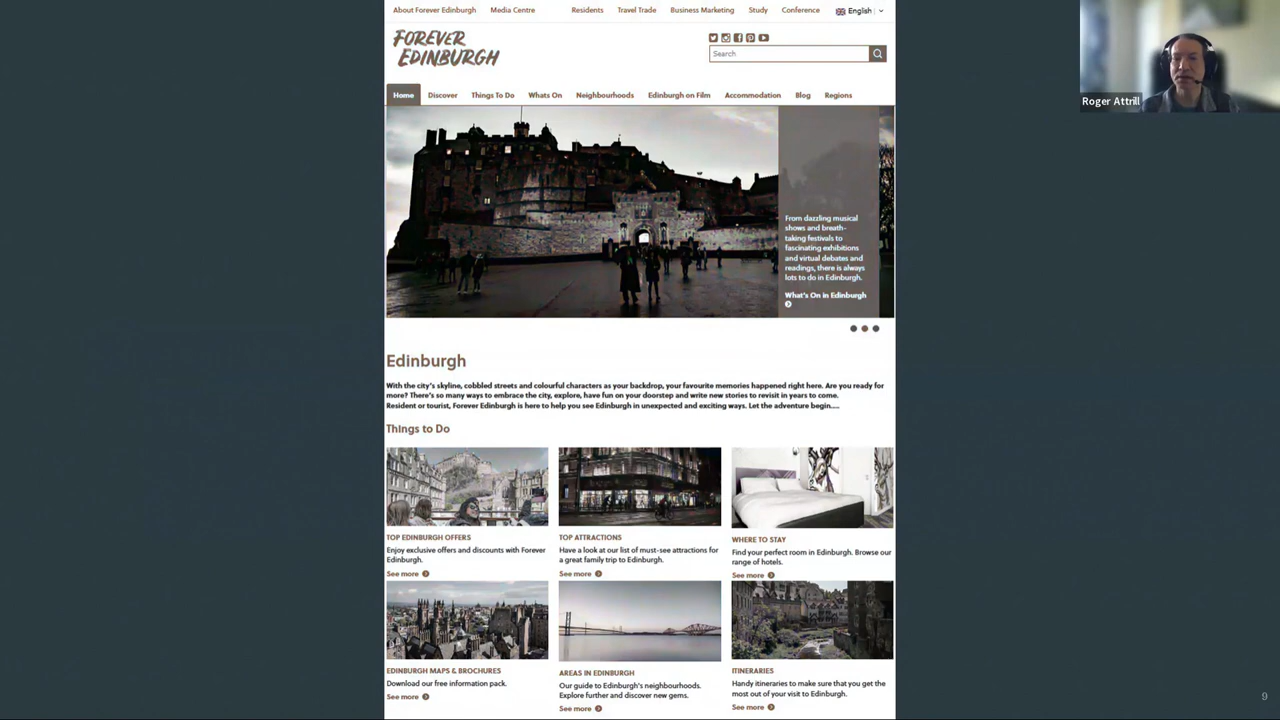 About Forever Edinburgh Media Centre Residents Travel Trade Business Marketing Study Conference English
FOREVER
EDINBURGH
Search
Home Discover Things To Do Whats On Neighbourhoods Edinburgh on Film Accommodation Blog Regions
Roger Attrill
From dazzling musical
shows and breath-
taking festivals to
fascinating exhibitions
and virtual debates and
readings, there is always
lots to do in Edinburgh.
What's On in Edinburgh
Edinburgh
With the city's skyline, cobbled streets and colourful characters as your backdrop, your favourite memories happened right here. Are you ready for
more? There's so many ways to embrace the city, explore, have fun on your doorstep and write new stories to revisit in years to come.
Resident or tourist, Forever Edinburgh is here to help you see Edinburgh in unexpected and exciting ways. Let the adventure begin.....
Things to Do
TOP EDINBURGH OFFERS
Enjoy exclusive offers and discounts with Forever
Edinburgh.
See more
TOP ATTRACTIONS
Have a look at our list of must-see attractions for
a great family trip to Edinburgh.
See more
WHERE TO STAY
Find your perfect room in Edinburgh. Browse our
range of hotels.
See more
EDINBURGH MAPS & BROCHURES
Download our free information pack.
See more
AREAS IN EDINBURGH
Our guide to Edinburgh's neighbourhoods.
Explore further and discover new gems.
See more
ITINERARIES
Handy itineraries to make sure that you get the
most out of your visit to Edinburgh.
See more
9